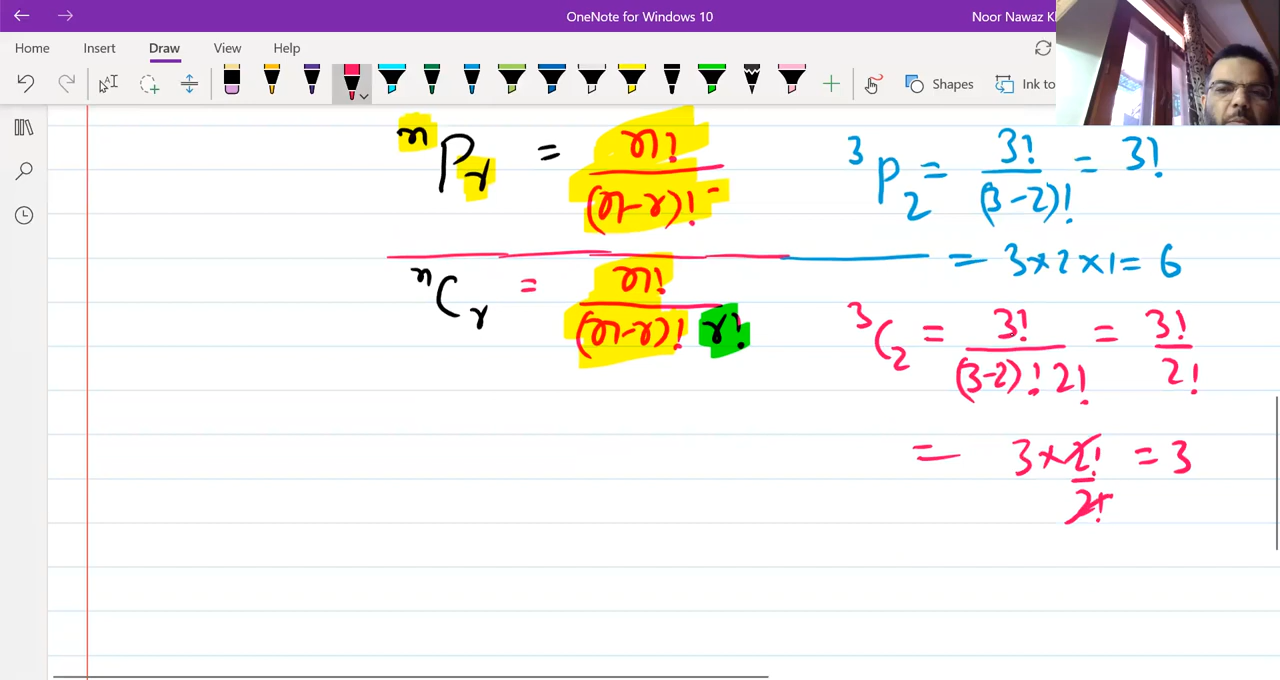 OneNote for Windows 10
Noor Nawaz K
Home Insert Draw View Help
Shapes Ink to
ⁿPᵣ = n! / (n-r)!
ⁿCᵣ = n! / (n-r)! r!
³P₂ = 3! / (3-2)! = 3!
= 3×2×1 = 6
³C₂ = 3! / (3-2)! 2! = 3! / 2!
= 3×2! / 2! = 3